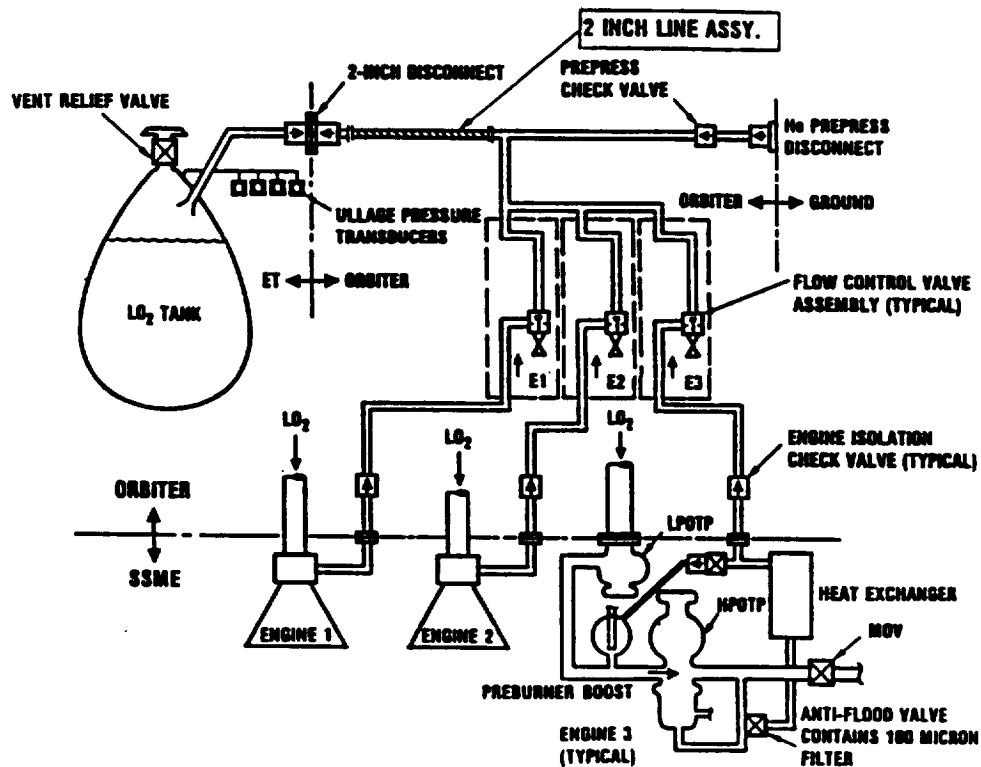 2 INCH LINE ASSY.
2-INCH DISCONNECT
PREPRESS
CHECK VALVE
VENT RELIEF VALVE
He PREPRESS
DISCONNECT
ULLAGE PRESSURE
TRANSDUCERS
ORBITER
GROUND
ET
ORBITER
LO2 TANK
FLOW CONTROL VALVE
ASSEMBLY (TYPICAL)
E1
E2
E3
LO2
LO2
LO2
ENGINE ISOLATION
CHECK VALVE (TYPICAL)
ORBITER
SSME
LPOTP
HEAT EXCHANGER
HPOTP
MOV
ENGINE 1
ENGINE 2
PREBURNER BOOST
ENGINE 3
(TYPICAL)
ANTI-FLOOD VALVE
CONTAINS 100 MICRON
FILTER